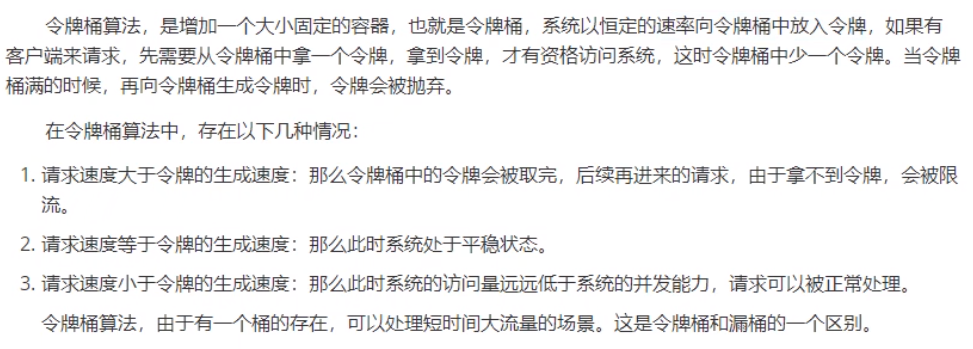 令牌桶算法，是增加一个大小固定的容器，也就是令牌桶，系统以恒定的速率向令牌桶中放入令牌，如果有
客户端来请求，先需要从令牌桶中拿一个令牌，拿到令牌，才有资格访问系统，这时令牌桶中少一个令牌。当令牌
桶满的时候，再向令牌桶生成令牌时，令牌会被抛弃。
在令牌桶算法中，存在以下几种情况：
1. 请求速度大于令牌的生成速度：那么令牌桶中的令牌会被取完，后续再进来的请求，由于拿不到令牌，会被限
流。
2. 请求速度等于令牌的生成速度：那么此时系统处于平稳状态。
3. 请求速度小于令牌的生成速度：那么此时系统的访问量远远低于系统的并发能力，请求可以被正常处理。
令牌桶算法，由于有一个桶的存在，可以处理短时间大流量的场景。这是令牌桶和漏桶的一个区别。